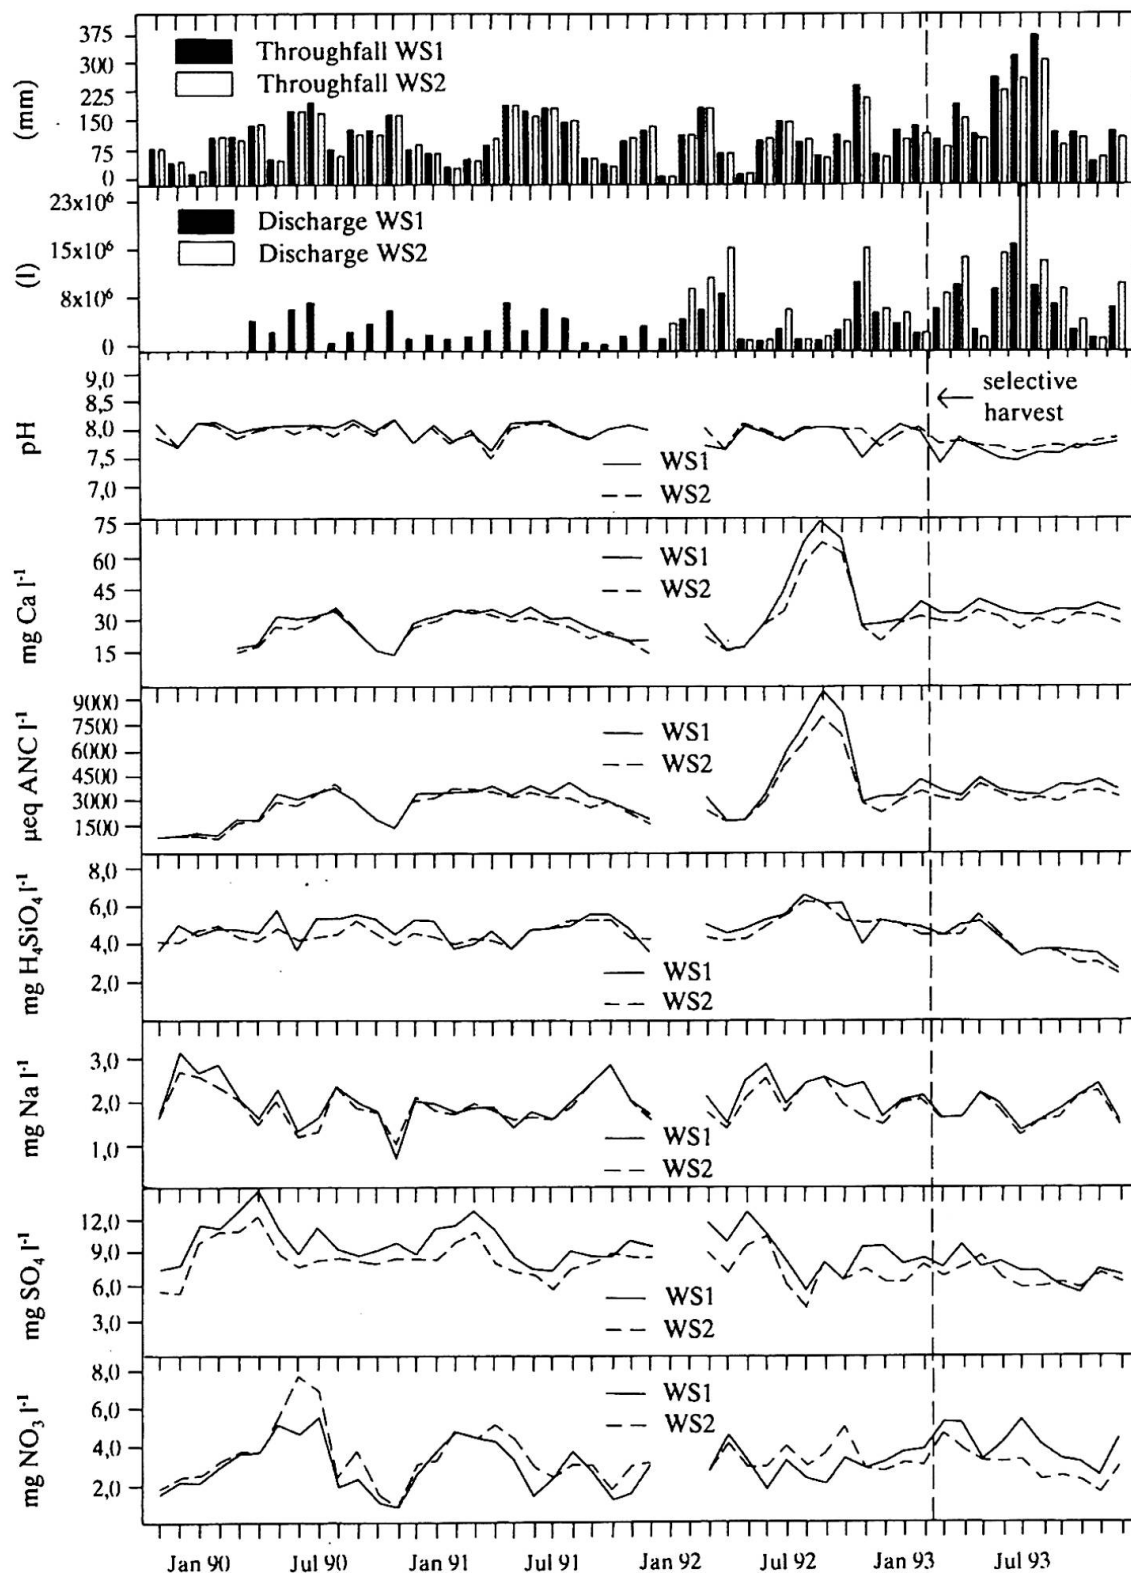 375
300
225
150
75
0
(mm)
Throughfall WS1
Throughfall WS2
23x10⁶
15x10⁶
8x10⁶
0
(l)
Discharge WS1
Discharge WS2
9,0
8,5
8,0
7,5
7,0
pH
selective
harvest
WS1
WS2
75
60
45
30
15
mg Ca l⁻¹
WS1
WS2
9000
7500
6000
4500
3000
1500
µeq ANC l⁻¹
WS1
WS2
8,0
6,0
4,0
2,0
mg H₄SiO₄ l⁻¹
WS1
WS2
3,0
2,0
1,0
mg Na l⁻¹
WS1
WS2
12,0
9,0
6,0
3,0
mg SO₄ l⁻¹
WS1
WS2
8,0
6,0
4,0
2,0
mg NO₃ l⁻¹
WS1
WS2
Jan 90 Jul 90 Jan 91 Jul 91 Jan 92 Jul 92 Jan 93 Jul 93